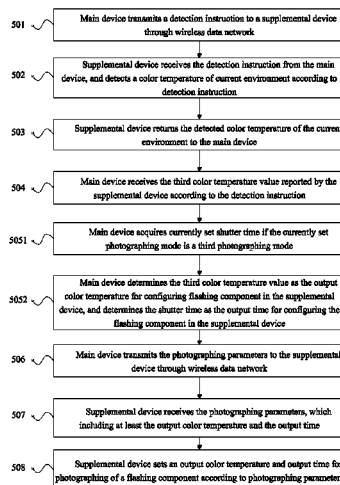 501
Main device transmits a detection instruction to a supplemental device
through wireless data network
502
Supplemental device receives the detection instruction from the main
device, and detects a color temperature of current environment according to
detection instruction
503
Supplemental device returns the detected color temperature of the current
environment to the main device
504
Main device receives the third color temperature value reported by the
supplemental device according to the detection instruction
5051
Main device acquires currently set shutter time if the currently set
photographing mode is a third photographing mode
5052
Main device determines the third color temperature value as the output
color temperature for configuring flashing component in the supplemental
device, and determines the shutter time as the output time for configuring the
flashing component in the supplemental device
506
Main device transmits the photographing parameters to the supplemental
device through wireless data network
507
Supplemental device receives the photographing parameters, which
including at least the output color temperature and the output time
508
Supplemental device sets an output color temperature and output time for
photographing of a flashing component according to photographing parameter